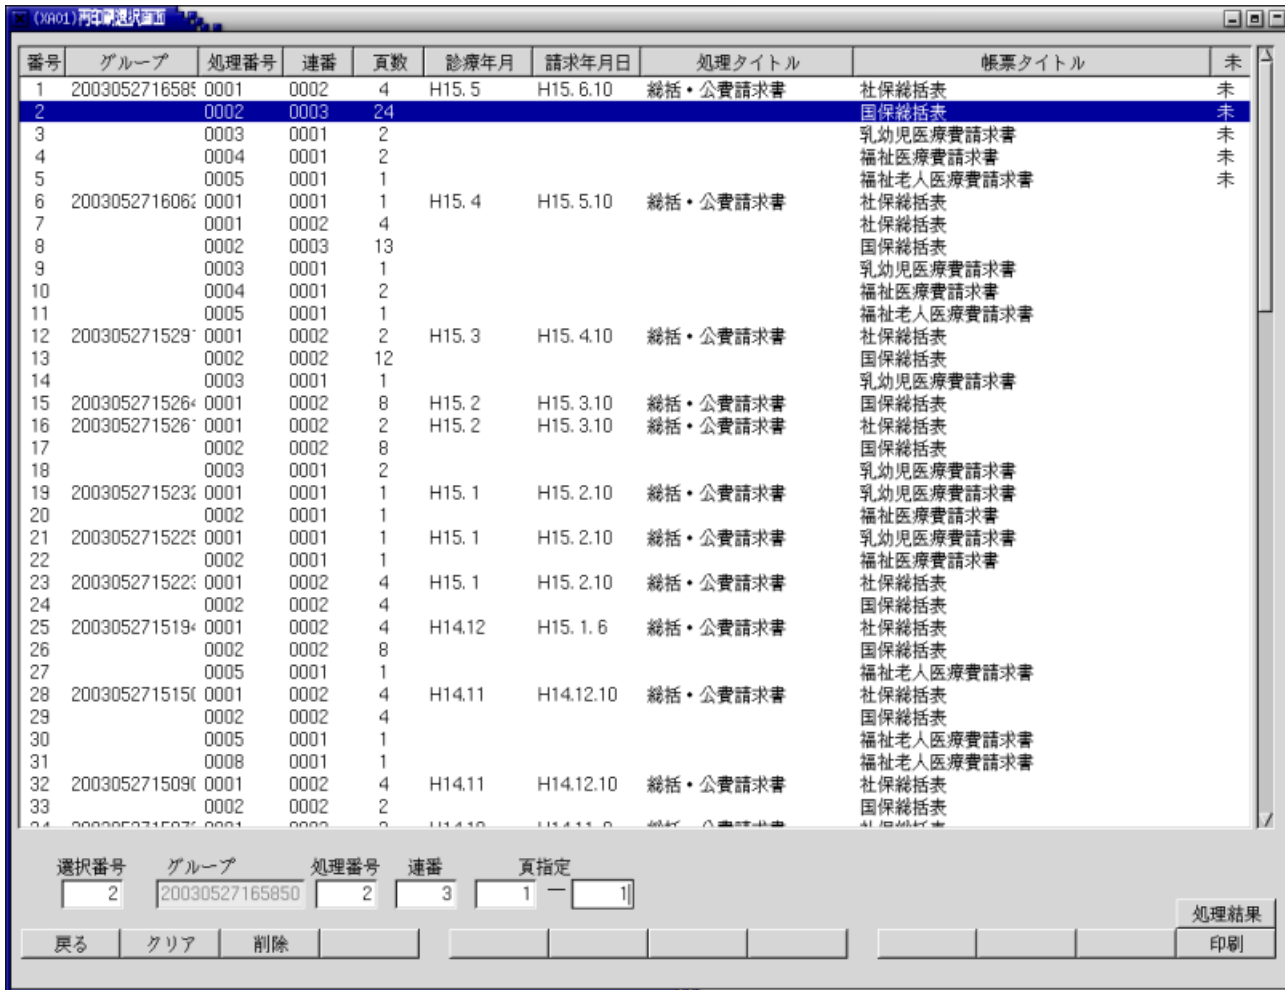 (XA01)再印刷選択画面
番号 グループ 処理番号 連番 頁数 診療年月 請求年月日 処理タイトル 帳票タイトル 未
1 2003052716585 0001 0002 4 H15. 5 H15. 6.10 総括・公費請求書 社保総括表 未
2 0002 0003 24 国保総括表 未
3 0003 0001 2 乳幼児医療費請求書 未
4 0004 0001 2 福祉医療費請求書 未
5 0005 0001 1 福祉老人医療費請求書 未
6 2003052716062 0001 0001 1 H15. 4 H15. 5.10 総括・公費請求書 社保総括表
7 0001 0002 4 社保総括表
8 0002 0003 13 国保総括表
9 0003 0001 1 乳幼児医療費請求書
10 0004 0001 2 福祉医療費請求書
11 0005 0001 1 福祉老人医療費請求書
12 200305271529 0001 0002 2 H15. 3 H15. 4.10 総括・公費請求書 社保総括表
13 0002 0002 12 国保総括表
14 0003 0001 1 乳幼児医療費請求書
15 200305271526 0001 0002 8 H15. 2 H15. 3.10 総括・公費請求書 国保総括表
16 200305271526 0001 0002 2 H15. 2 H15. 3.10 総括・公費請求書 社保総括表
17 0002 0002 8 国保総括表
18 0003 0001 2 乳幼児医療費請求書
19 200305271523 0001 0001 1 H15. 1 H15. 2.10 総括・公費請求書 乳幼児医療費請求書
20 0002 0001 1 福祉医療費請求書
21 200305271522 0001 0001 1 H15. 1 H15. 2.10 総括・公費請求書 乳幼児医療費請求書
22 0002 0001 1 福祉医療費請求書
23 200305271522 0001 0002 4 H15. 1 H15. 2.10 総括・公費請求書 社保総括表
24 0002 0002 4 国保総括表
25 200305271519 0001 0002 4 H14.12 H15. 1. 6 総括・公費請求書 社保総括表
26 0002 0002 8 国保総括表
27 0005 0001 1 福祉老人医療費請求書
28 200305271515 0001 0002 4 H14.11 H14.12.10 総括・公費請求書 社保総括表
29 0002 0002 4 国保総括表
30 0005 0001 1 福祉老人医療費請求書
31 0008 0001 1 福祉老人医療費請求書
32 200305271509 0001 0002 4 H14.11 H14.12.10 総括・公費請求書 社保総括表
33 0002 0002 2 国保総括表
選択番号 グループ 処理番号 連番 頁指定
2 20030527165850 2 3 1 — 1
処理結果
戻る クリア 削除 印刷